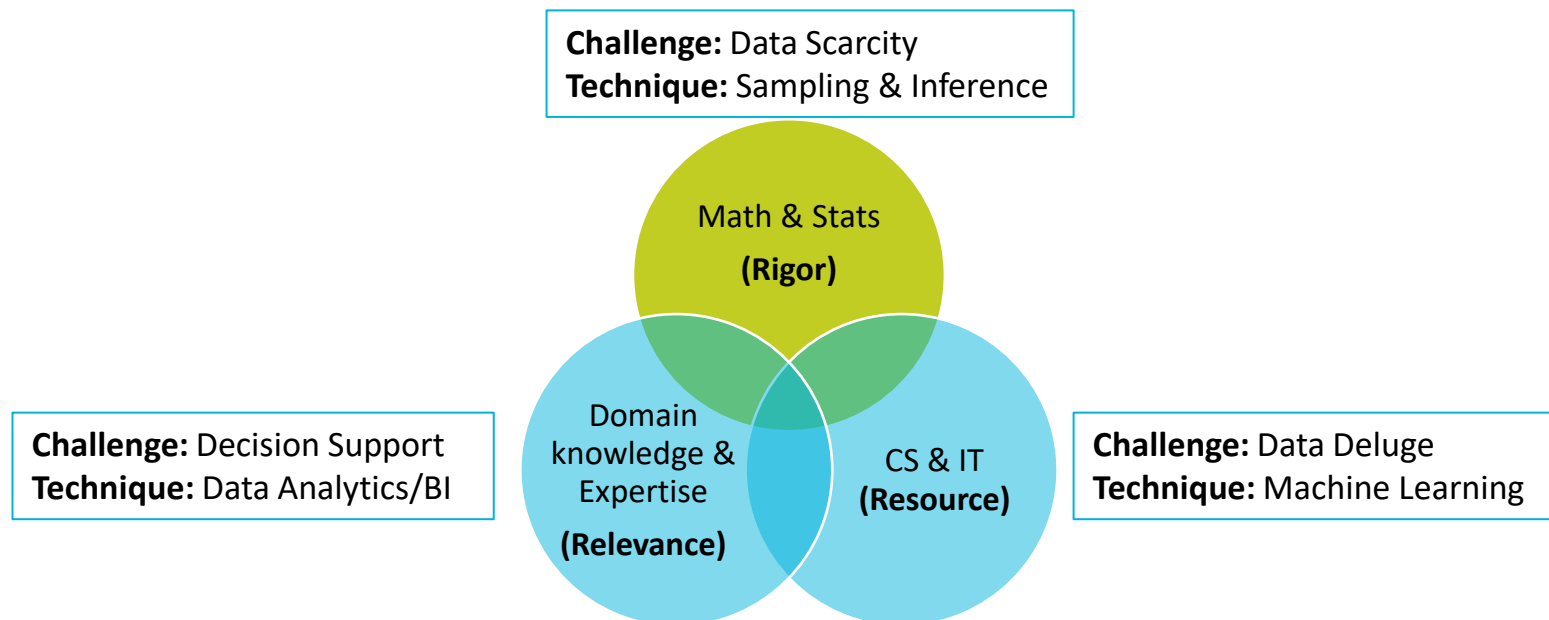 Challenge: Data Scarcity
Technique: Sampling & Inference
Math & Stats
(Rigor)
Challenge: Decision Support
Technique: Data Analytics/BI
Domain
knowledge &
Expertise
(Relevance)
CS & IT
(Resource)
Challenge: Data Deluge
Technique: Machine Learning